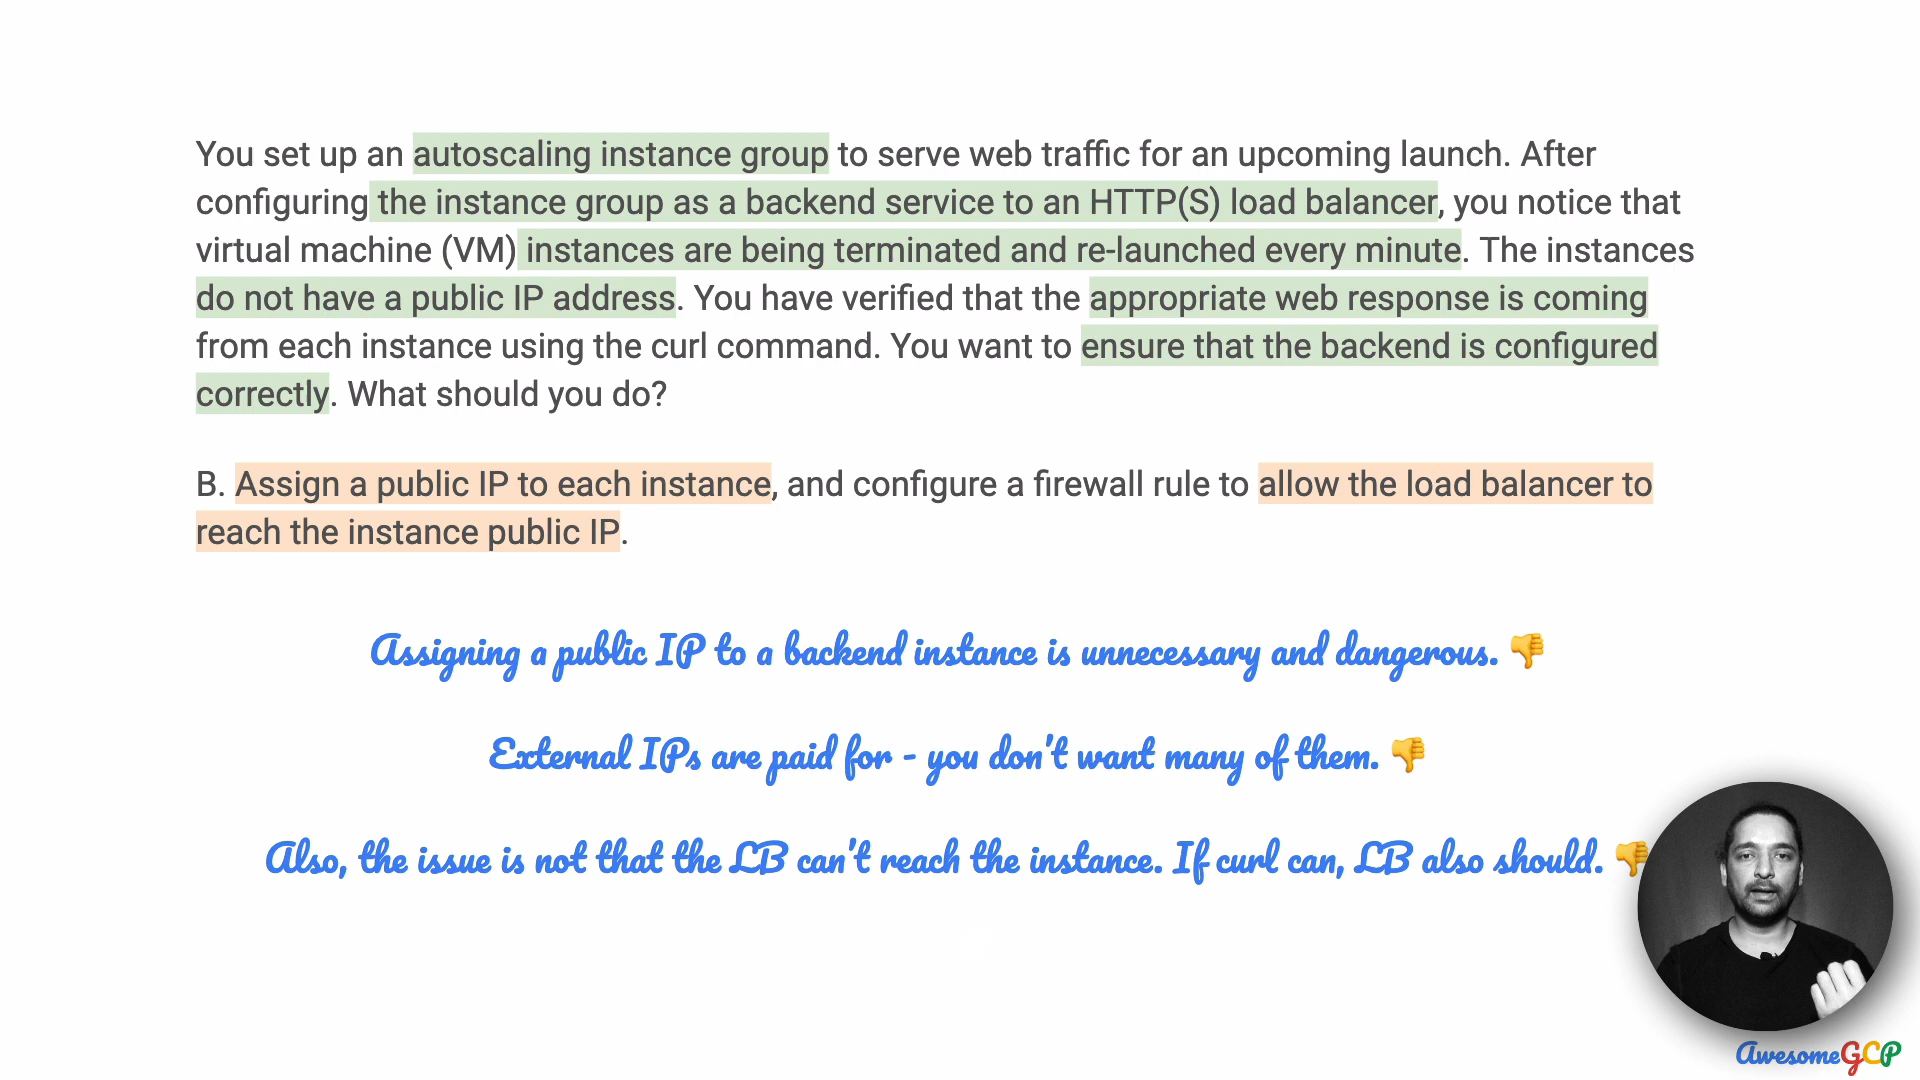 You set up an autoscaling instance group to serve web traffic for an upcoming launch. After
configuring the instance group as a backend service to an HTTP(S) load balancer, you notice that
virtual machine (VM) instances are being terminated and re-launched every minute. The instances
do not have a public IP address. You have verified that the appropriate web response is coming
from each instance using the curl command. You want to ensure that the backend is configured
correctly. What should you do?
B. Assign a public IP to each instance, and configure a firewall rule to allow the load balancer to
reach the instance public IP.
Assigning a public IP to a backend instance is unnecessary and dangerous. 👎
External IPs are paid for - you don't want many of them. 👎
Also, the issue is not that the LB can't reach the instance. If curl can, LB also should. 👎
AwesomeGCP